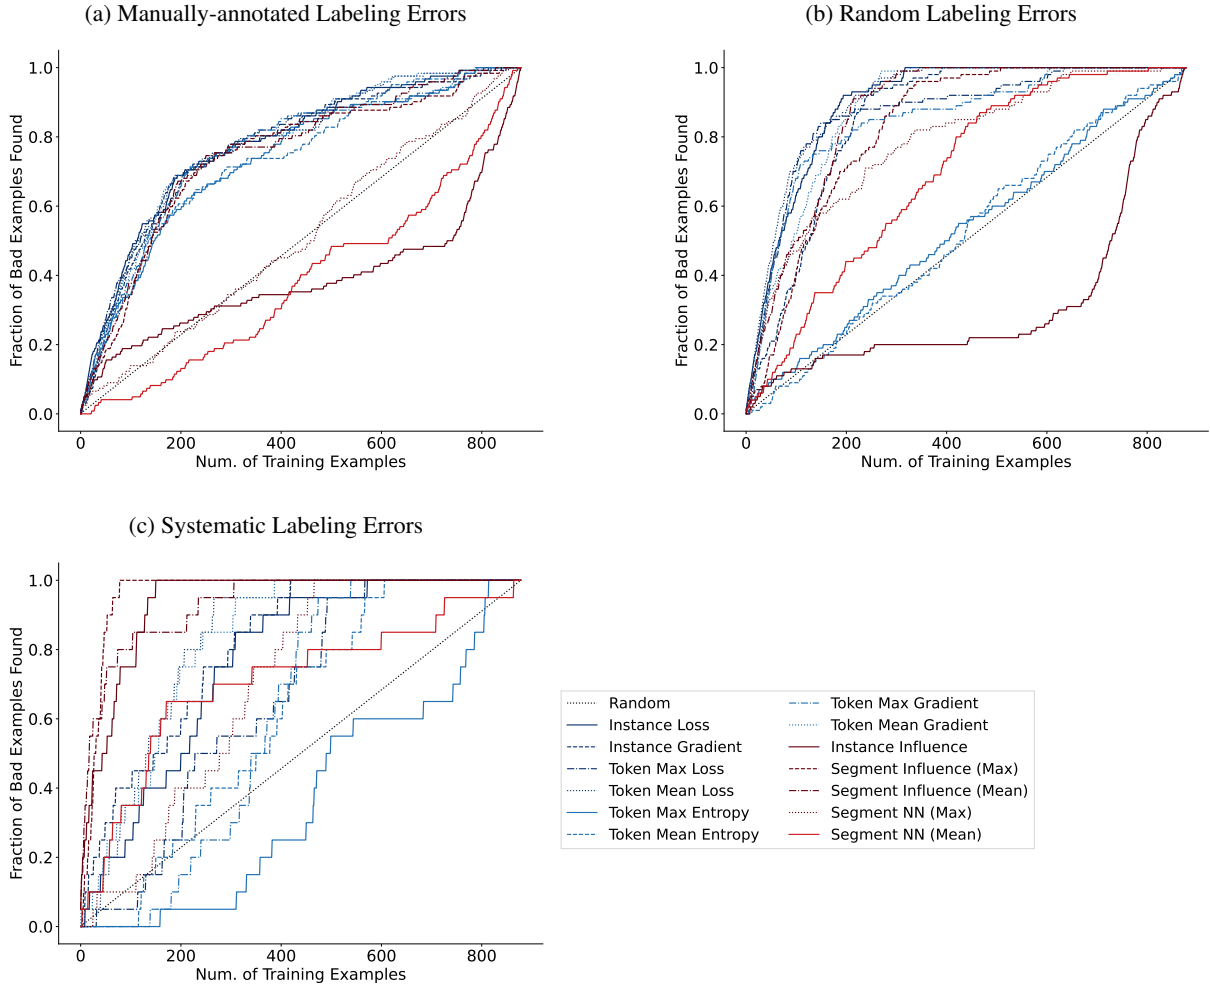 (a) Manually-annotated Labeling Errors
1.0
0.8
0.6
0.4
0.2
0.0
0 200 400 600 800
Fraction of Bad Examples Found
Num. of Training Examples
(b) Random Labeling Errors
1.0
0.8
0.6
0.4
0.2
0.0
0 200 400 600 800
Fraction of Bad Examples Found
Num. of Training Examples
(c) Systematic Labeling Errors
1.0
0.8
0.6
0.4
0.2
0.0
0 200 400 600 800
Fraction of Bad Examples Found
Num. of Training Examples
Random
Instance Loss
Instance Gradient
Token Max Loss
Token Mean Loss
Token Max Entropy
Token Mean Entropy
Token Max Gradient
Token Mean Gradient
Instance Influence
Segment Influence (Max)
Segment Influence (Mean)
Segment NN (Max)
Segment NN (Mean)